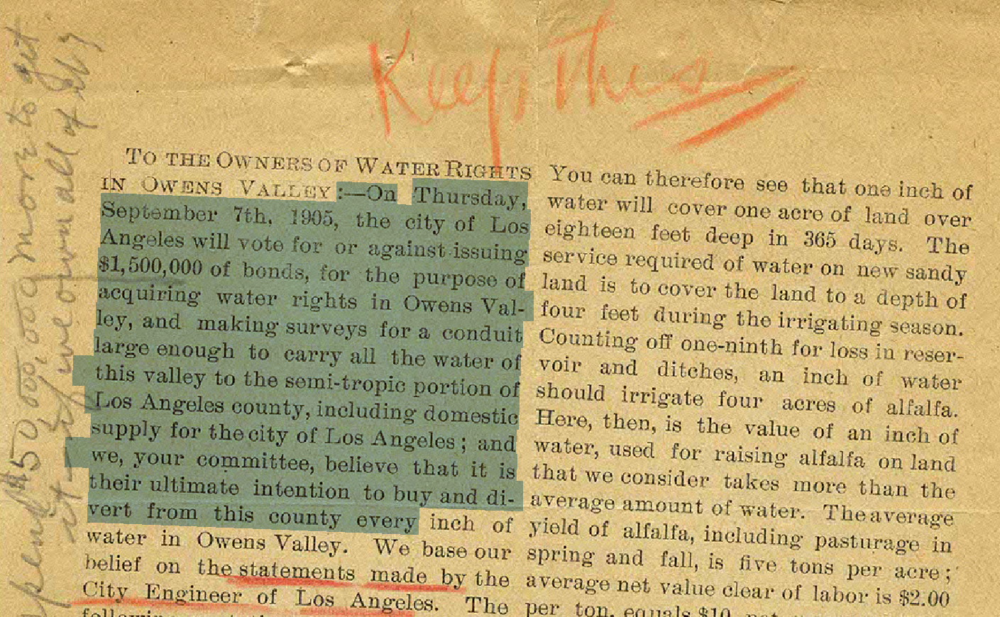 Keep This
TO THE OWNERS OF WATER RIGHTS
IN OWENS VALLEY:—On Thursday,
September 7th, 1905, the city of Los
Angeles will vote for or against issuing
$1,500,000 of bonds, for the purpose of
acquiring water rights in Owens Val-
ley, and making surveys for a conduit
large enough to carry all the water of
this valley to the semi-tropic portion of
Los Angeles county, including domestic
supply for the city of Los Angeles; and
we, your committee, believe that it is
their ultimate intention to buy and di-
vert from this county every inch of
water in Owens Valley. We base our
belief on the statements made by the
City Engineer of Los Angeles. The
You can therefore see that one inch of
water will cover one acre of land over
eighteen feet deep in 365 days. The
service required of water on new sandy
land is to cover the land to a depth of
four feet during the irrigating season.
Counting off one-ninth for loss in reser-
voir and ditches, an inch of water
should irrigate four acres of alfalfa.
Here, then, is the value of an inch of
water, used for raising alfalfa on land
that we consider takes more than the
average amount of water. The average
yield of alfalfa, including pasturage in
spring and fall, is five tons per acre;
average net value clear of labor is $2.00
per ton, equals $10
$50,000,000 more to get
it—If we own all of it?